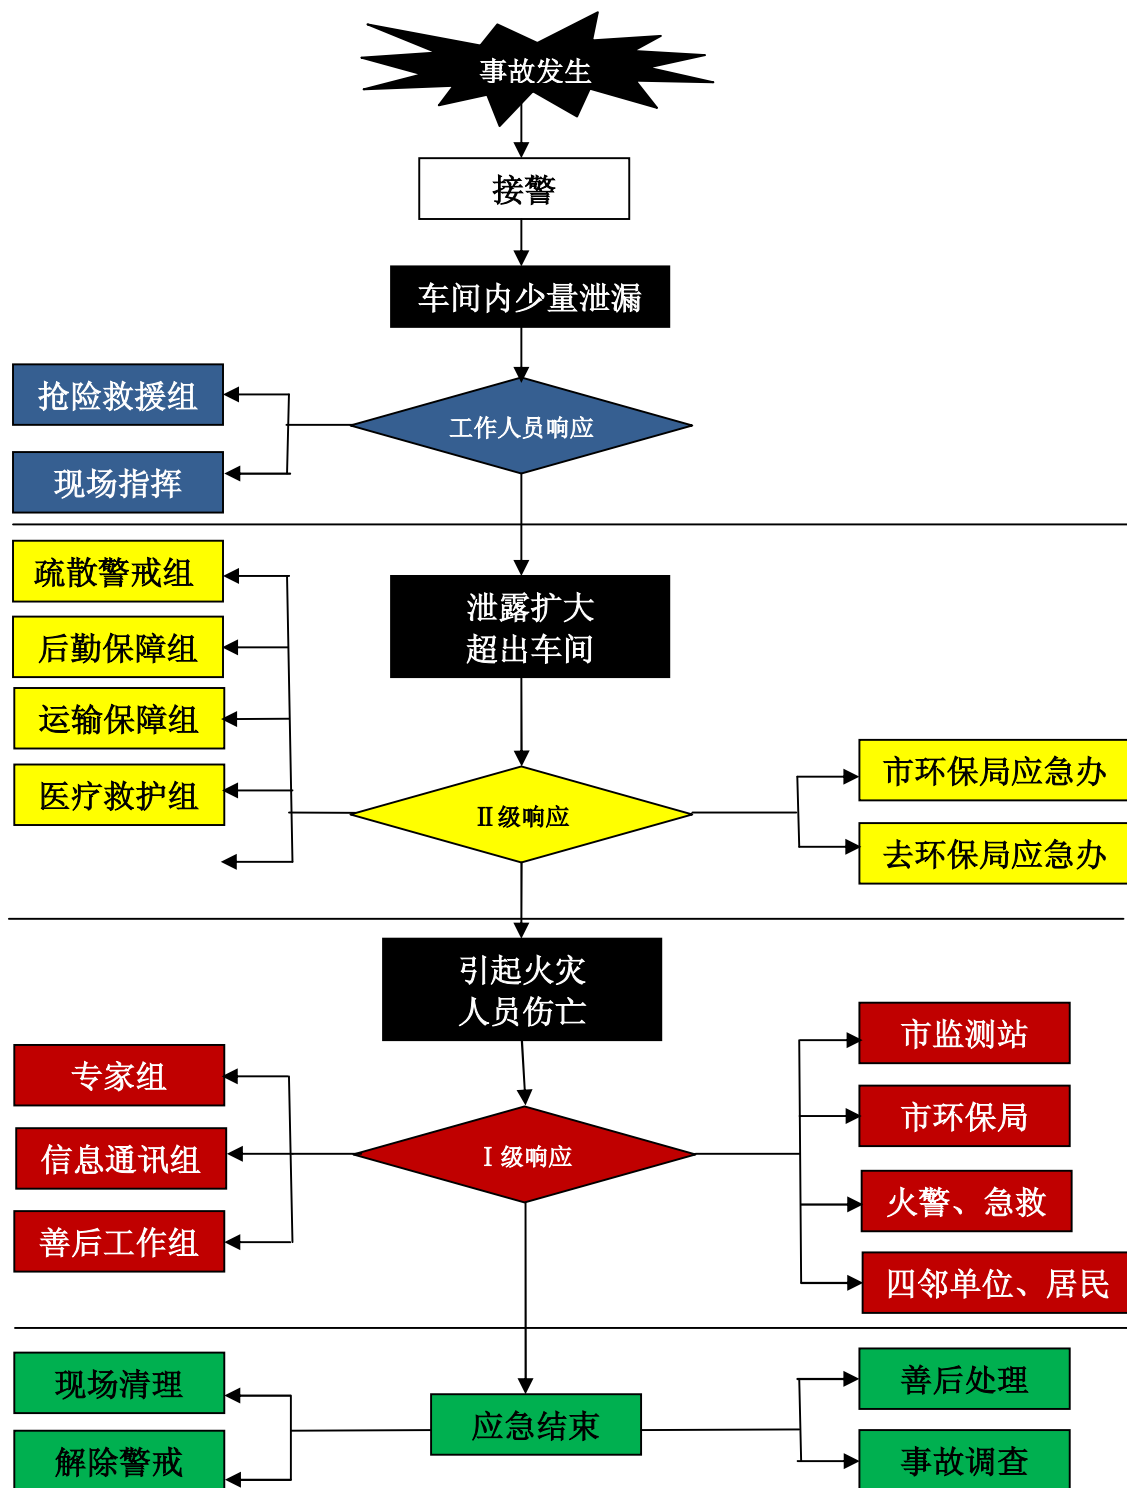 事故发生
接警
车间内少量泄漏
抢险救援组
工作人员响应
现场指挥
疏散警戒组
泄露扩大
超出车间
后勤保障组
运输保障组
医疗救护组
II级响应
市环保局应急办
去环保局应急办
引起火灾
人员伤亡
专家组
信息通讯组
善后工作组
I级响应
市监测站
市环保局
火警、急救
四邻单位、居民
现场清理
解除警戒
应急结束
善后处理
事故调查